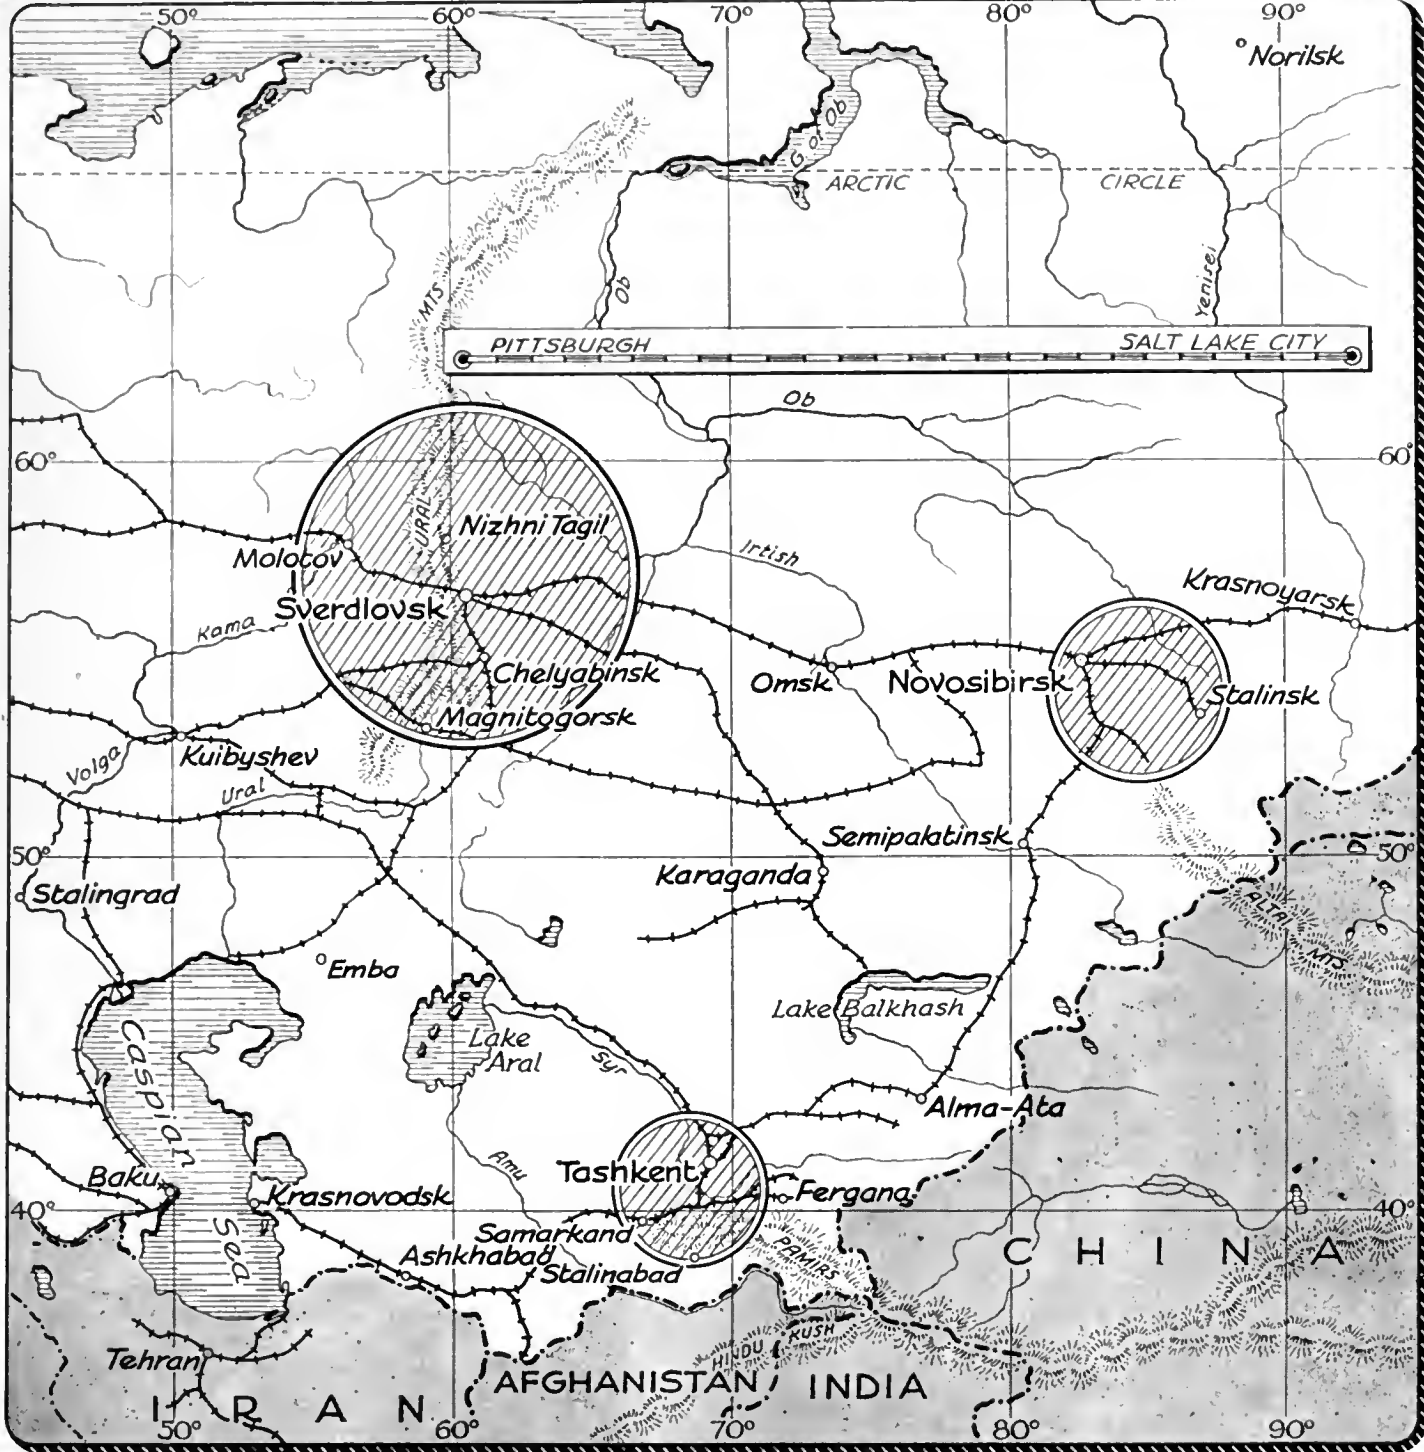 50° 60° 70° 80° 90°
Norilsk
G of Ob
ARCTIC CIRCLE
MTS
Ob
Yenisei
PITTSBURGH SALT LAKE CITY
Ob
60° 60°
URAL
Nizhni Tagil
Molotov
Irtish
Krasnoyarsk
Sverdlovsk
Kama
Chelyabinsk
Omsk
Novosibirsk
Stalinsk
Magnitogorsk
Kuibyshev
Volga
Ural
Semipalatinsk
50° 50°
Karaganda
Stalingrad
ALTAI
MTS
Emba
Lake Balkhash
Caspian
Sea
Lake
Aral
Syr
Alma-Ata
Amu
Tashkent
Baku
Krasnovodsk
Fergana
40° 40°
Samarkand
Ashkhabad
Stalinabad
PAMIRS
CHINA
HINDU KUSH
Tehran
AFGHANISTAN INDIA
IRAN
50° 60° 70° 80° 90°